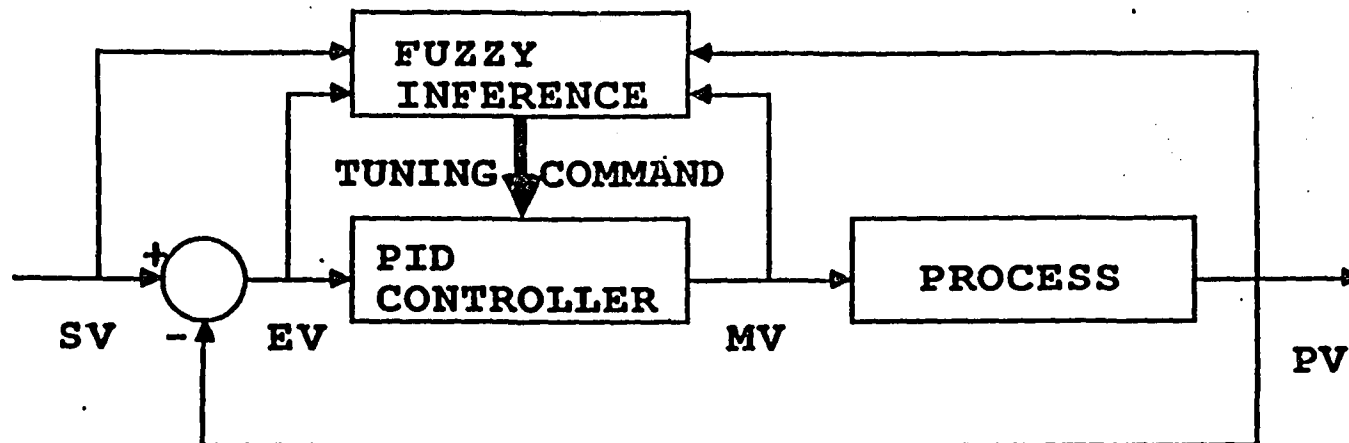 FUZZY
INFERENCE
TUNING COMMAND
+
PID
CONTROLLER
PROCESS
SV
-
EV
MV
PV